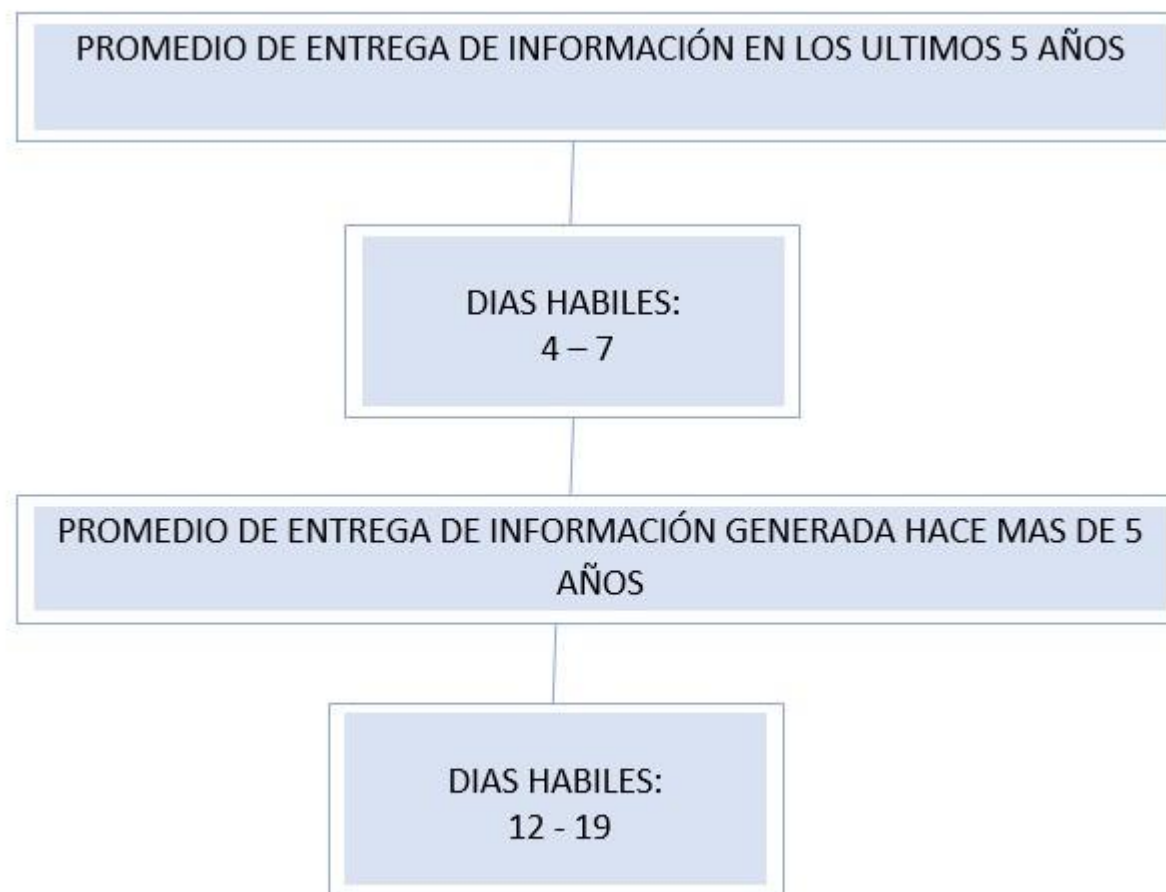 PROMEDIO DE ENTREGA DE INFORMACIÓN EN LOS ULTIMOS 5 AÑOS
DIAS HABILES:
4 – 7
PROMEDIO DE ENTREGA DE INFORMACIÓN GENERADA HACE MAS DE 5
AÑOS
DIAS HABILES:
12 - 19